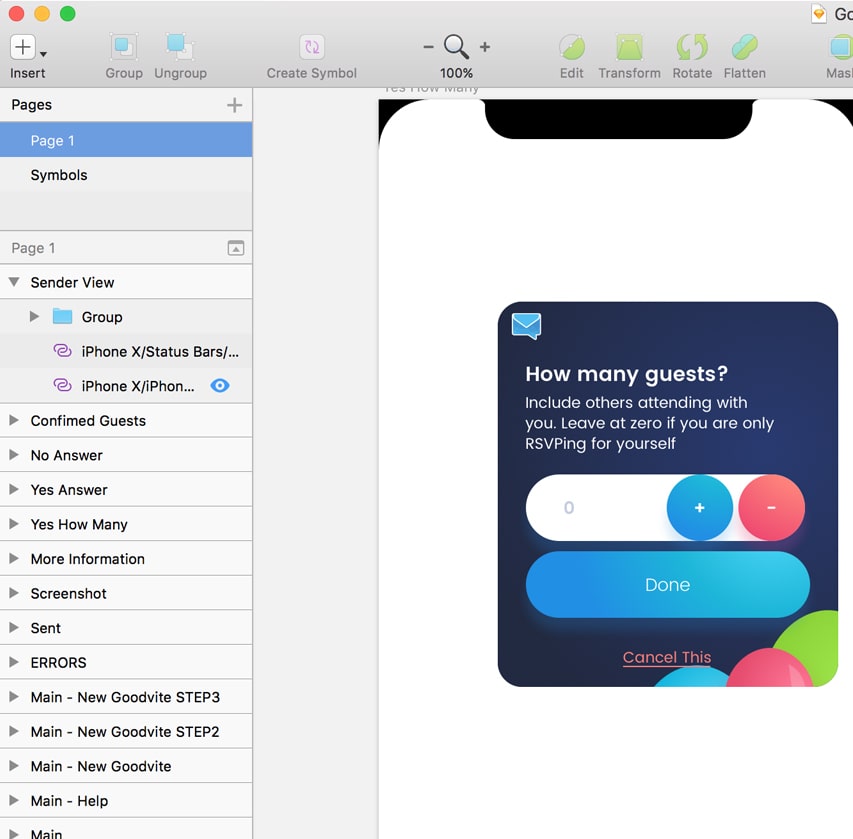 Go
Insert
Group
Ungroup
Create Symbol
100%
Edit
Transform
Rotate
Flatten
Mas
Pages
Page 1
Symbols
Page 1
Sender View
Group
iPhone X/Status Bars/...
iPhone X/iPhon...
Confimed Guests
No Answer
Yes Answer
Yes How Many
More Information
Screenshot
Sent
ERRORS
Main - New Goodvite STEP3
Main - New Goodvite STEP2
Main - New Goodvite
Main - Help
Main
Yes How Many
How many guests?
Include others attending with
you. Leave at zero if you are only
RSVPing for yourself
0 + -
Done
Cancel This